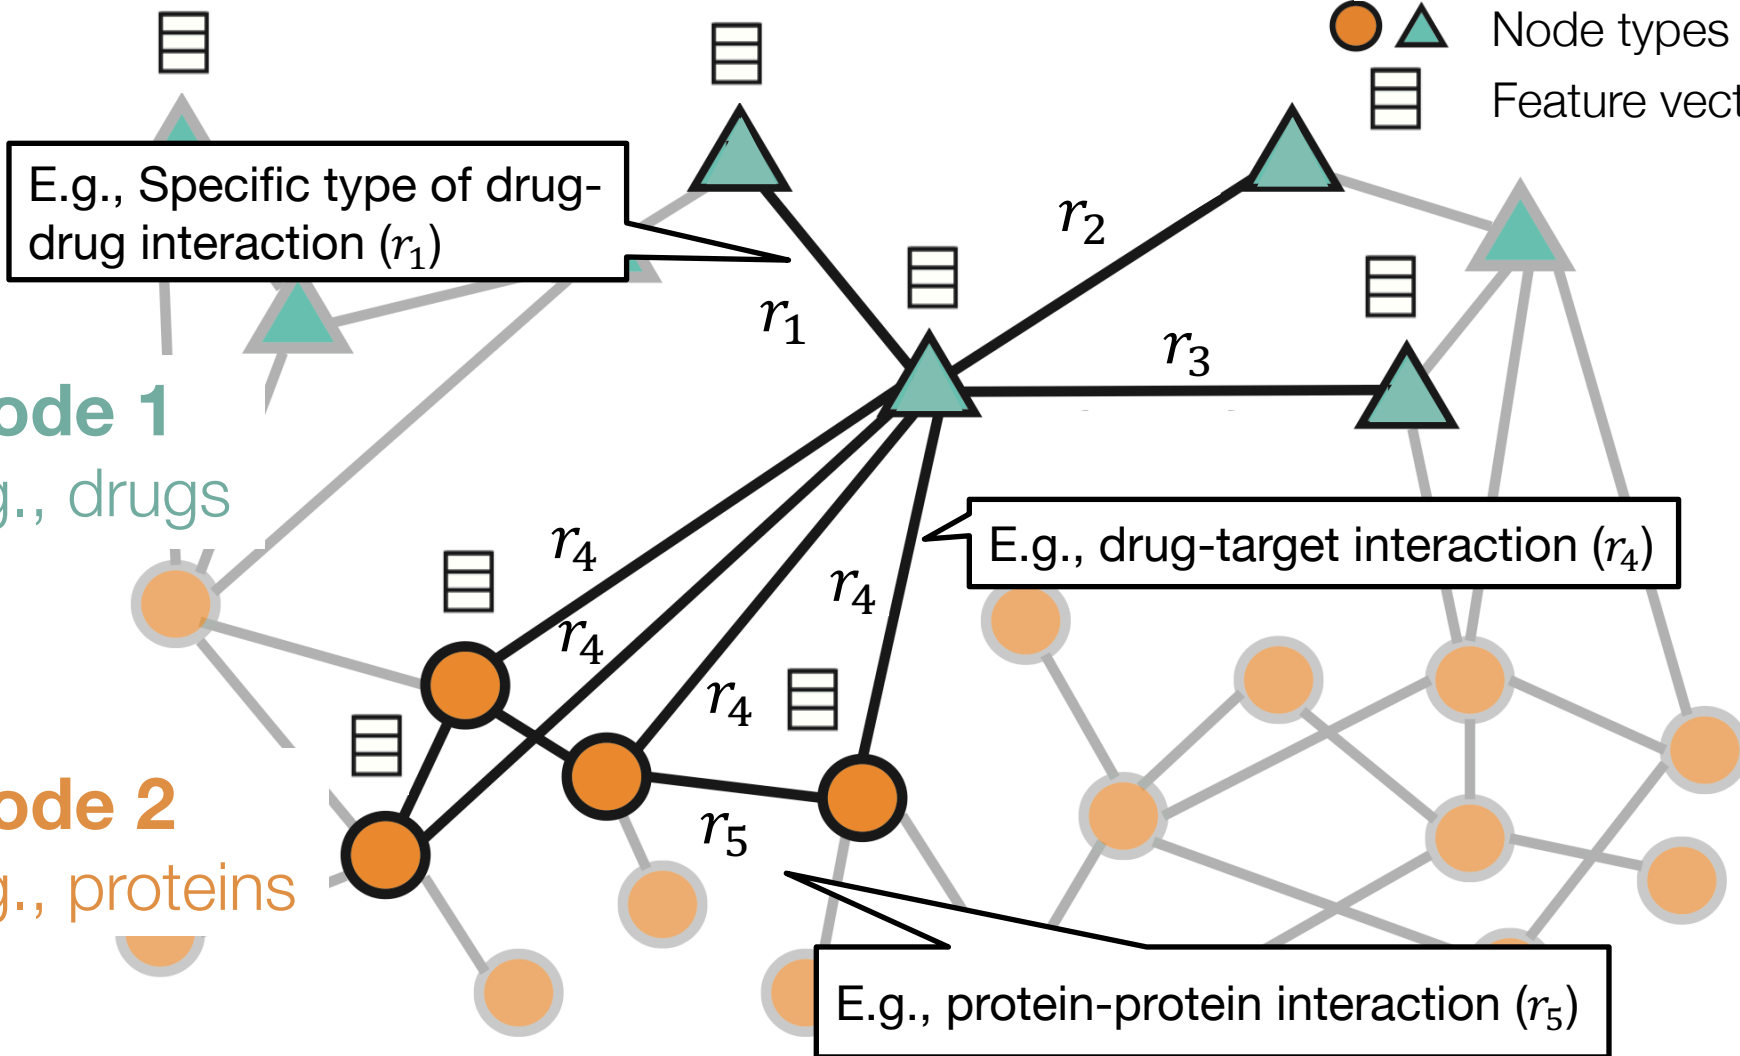 Node types
Feature vect
E.g., Specific type of drug-
drug interaction (r₁)
r₂
r₁
r₃
ode 1
g., drugs
r₄
E.g., drug-target interaction (r₄)
r₄
r₄
r₄
ode 2
r₅
g., proteins
E.g., protein-protein interaction (r₅)